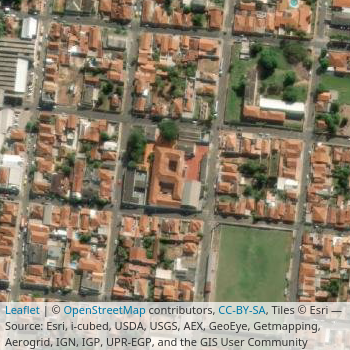 Leaflet | © OpenStreetMap contributors, CC-BY-SA, Tiles © Esri —
Source: Esri, i-cubed, USDA, USGS, AEX, GeoEye, Getmapping,
Aerogrid, IGN, IGP, UPR-EGP, and the GIS User Community